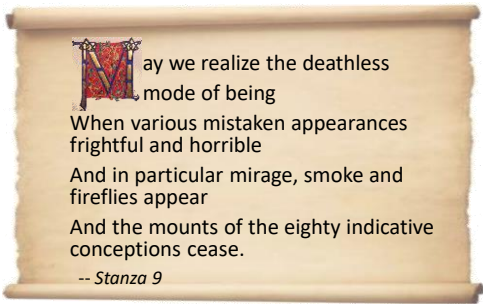 May we realize the deathless
mode of being
When various mistaken appearances
frightful and horrible
And in particular mirage, smoke and
fireflies appear
And the mounts of the eighty indicative
conceptions cease.
-- Stanza 9